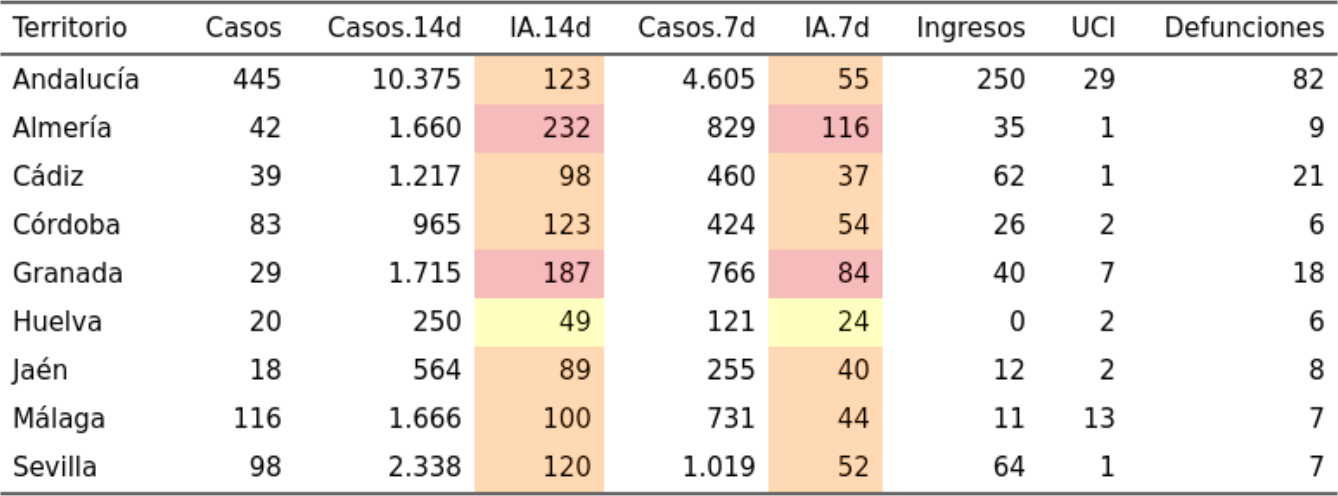 Territorio Casos Casos.14d IA.14d Casos.7d IA.7d Ingresos UCI Defunciones
Andalucía 445 10.375 123 4.605 55 250 29 82
Almería 42 1.660 232 829 116 35 1 9
Cádiz 39 1.217 98 460 37 62 1 21
Córdoba 83 965 123 424 54 26 2 6
Granada 29 1.715 187 766 84 40 7 18
Huelva 20 250 49 121 24 0 2 6
Jaén 18 564 89 255 40 12 2 8
Málaga 116 1.666 100 731 44 11 13 7
Sevilla 98 2.338 120 1.019 52 64 1 7